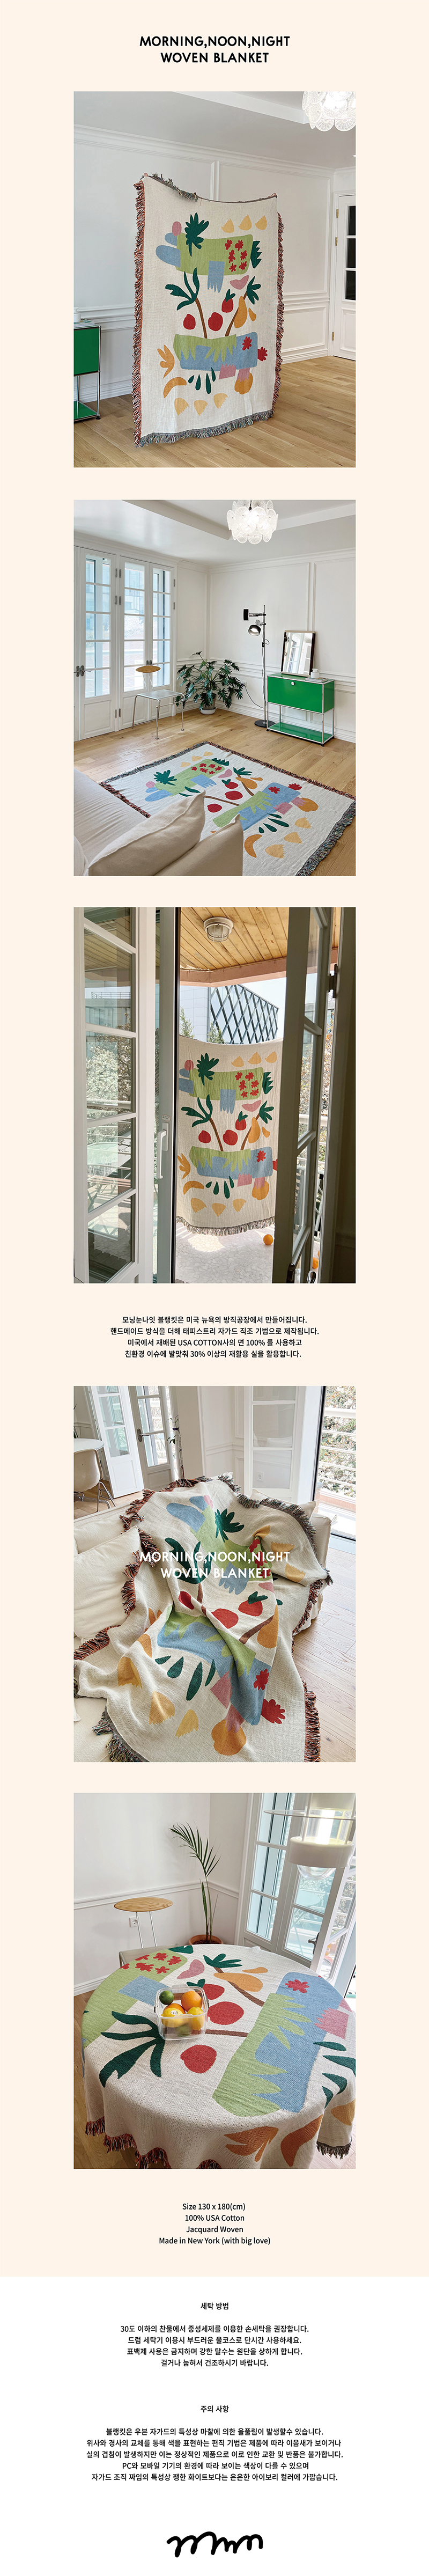 MORNING,NOON,NIGHT
WOVEN BLANKET
모닝눈나잇 블랭킷은 미국 뉴욕의 방직공장에서 만들어집니다.
핸드메이드 방식을 더해 태피스트리 자가드 직조 기법으로 제작됩니다.
미국에서 재배된 USA COTTON사의 면 100% 를 사용하고
친환경 이슈에 발맞춰 30% 이상의 재활용 실을 활용합니다.
MORNING,NOON,NIGHT
WOVEN BLANKET
Size 130 x 180(cm)
100% USA Cotton
Jacquard Woven
Made in New York (with big love)
세탁 방법
30도 이하의 찬물에서 중성세제를 이용한 손세탁을 권장합니다.
드럼 세탁기 이용시 부드러운 울코스로 단시간 사용하세요.
표백제 사용은 금지하며 강한 탈수는 원단을 상하게 합니다.
걸거나 눕혀서 건조하시기 바랍니다.
주의 사항
블랭킷은 우븐 자가드의 특성상 마찰에 의한 올풀림이 발생할수 있습니다.
위사와 경사의 교체를 통해 색을 표현하는 편직 기법은 제품에 따라 이음새가 보이거나
실의 겹침이 발생하지만 이는 정상적인 제품으로 이로 인한 교환 및 반품은 불가합니다.
PC와 모바일 기기의 환경에 따라 보이는 색상이 다를 수 있으며
자가드 조직 짜임의 특성상 쨍한 화이트보다는 은은한 아이보리 컬러에 가깝습니다.